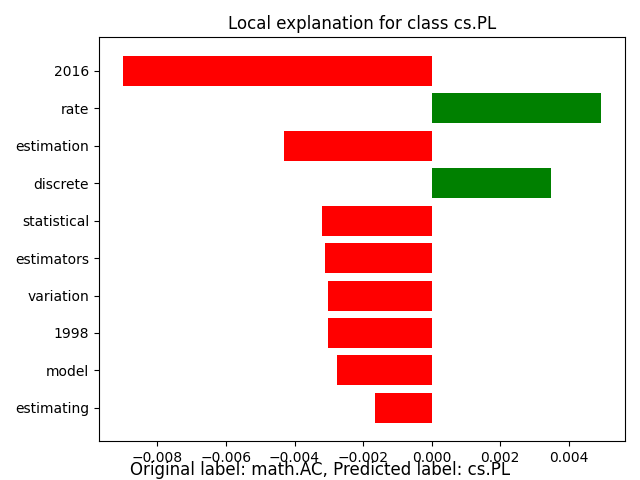 Local explanation for class cs.PL
2016
rate
estimation
discrete
statistical
estimators
variation
1998
model
estimating
−0.008 −0.006 −0.004 −0.002 0.000 0.002 0.004
Original label: math.AC, Predicted label: cs.PL